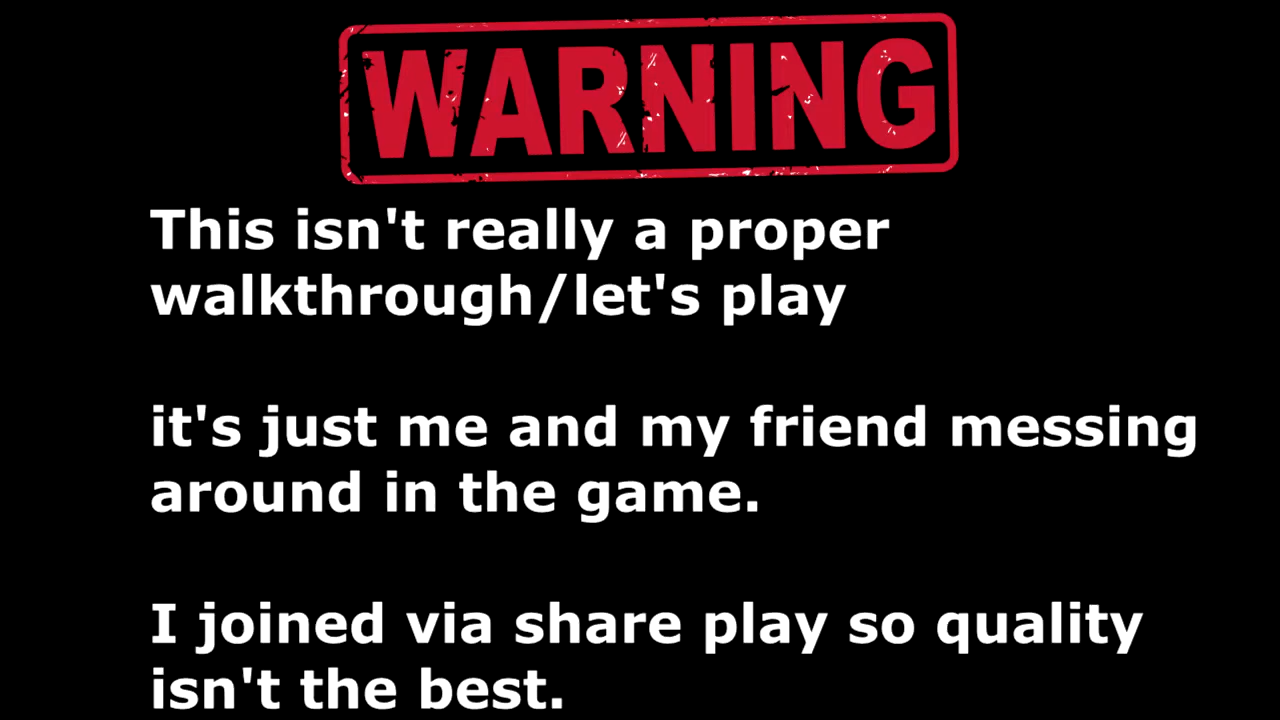 WARNING
This isn't really a proper
walkthrough/let's play
it's just me and my friend messing
around in the game.
I joined via share play so quality
isn't the best.